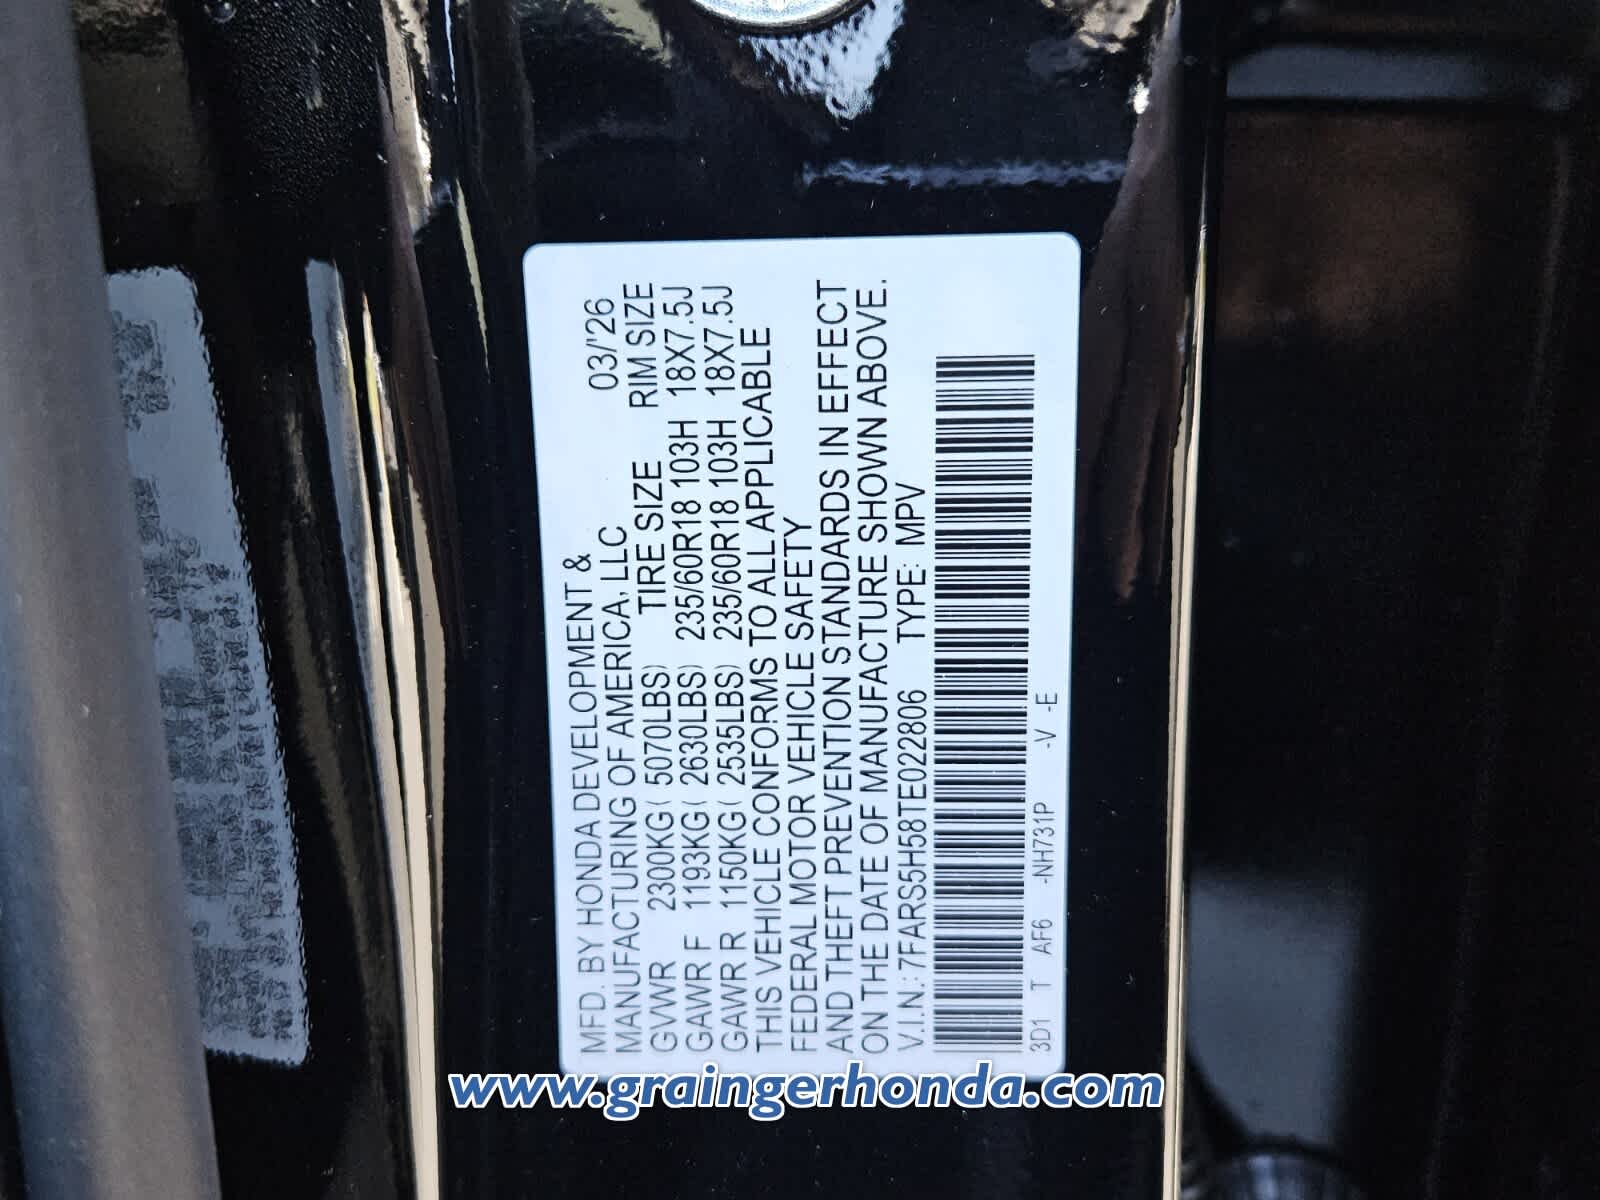 MFD. BY HONDA DEVELOPMENT &
MANUFACTURING OF AMERICA, LLC 03/'26
TIRE SIZE RIM SIZE
GVWR 2300KG( 5070LBS) 235/60R18 103H 18X7.5J
GAWR F 1193KG( 2630LBS) 235/60R18 103H 18X7.5J
GAWR R 1150KG( 2535LBS)
THIS VEHICLE CONFORMS TO ALL APPLICABLE
FEDERAL MOTOR VEHICLE SAFETY
AND THEFT PREVENTION STANDARDS IN EFFECT
ON THE DATE OF MANUFACTURE SHOWN ABOVE.
V.I.N.: 7FARS5H58TE022806 TYPE: MPV
3D1 T AF6 -NH731P -V -E
www.graingerhonda.com